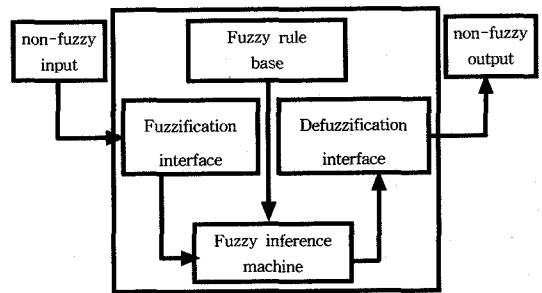 non-fuzzy
input
Fuzzy rule
base
non-fuzzy
output
Fuzzification
interface
Defuzzification
interface
Fuzzy inference
machine